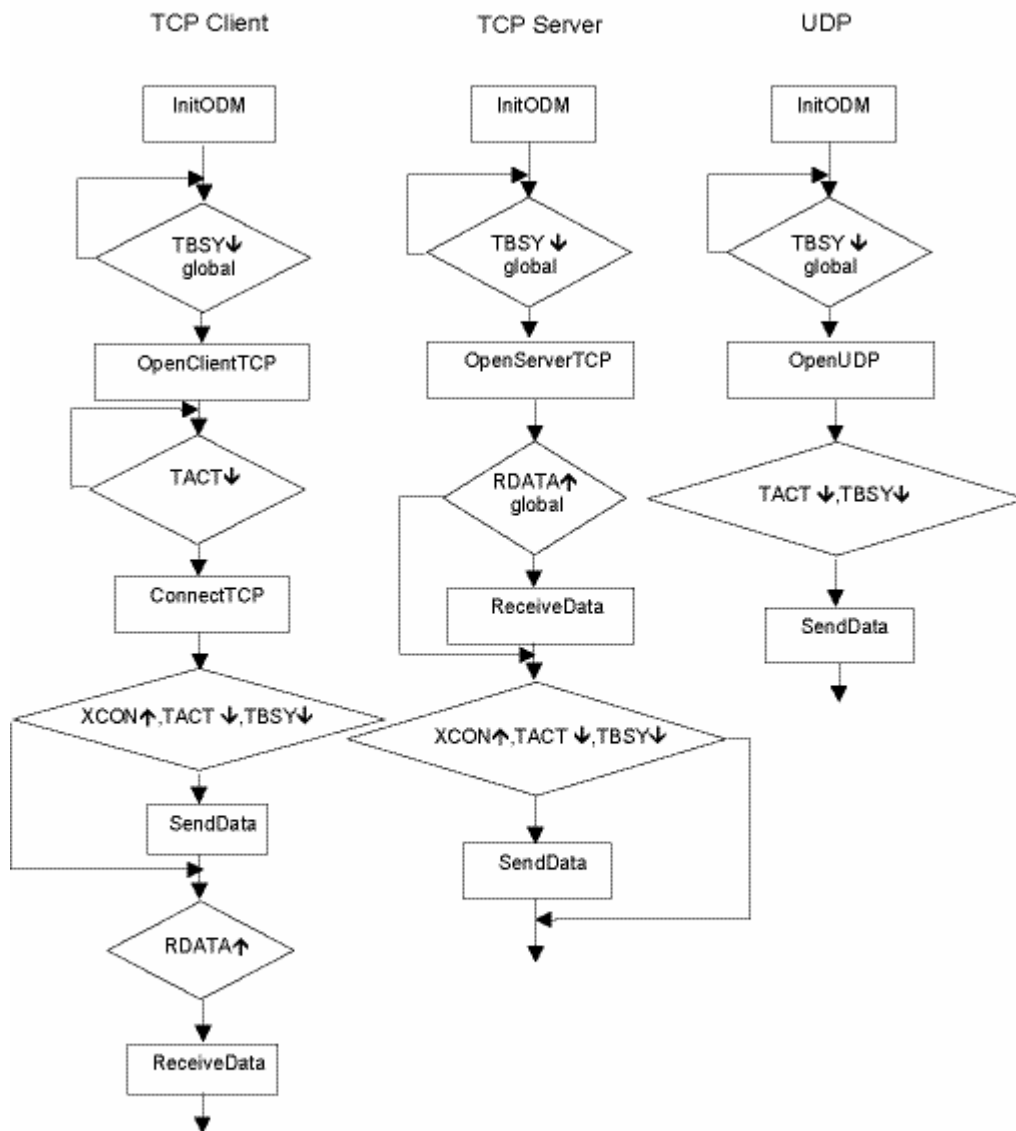 TCP Client
TCP Server
UDP
InitODM
InitODM
InitODM
TBSY↓
global
TBSY↓
global
TBSY↓
global
OpenClientTCP
OpenServerTCP
OpenUDP
TACT↓
RDATA↑
global
TACT↓,TBSY↓
ConnectTCP
ReceiveData
SendData
XCON↑,TACT↓,TBSY↓
XCON↑,TACT↓,TBSY↓
SendData
SendData
RDATA↑
ReceiveData